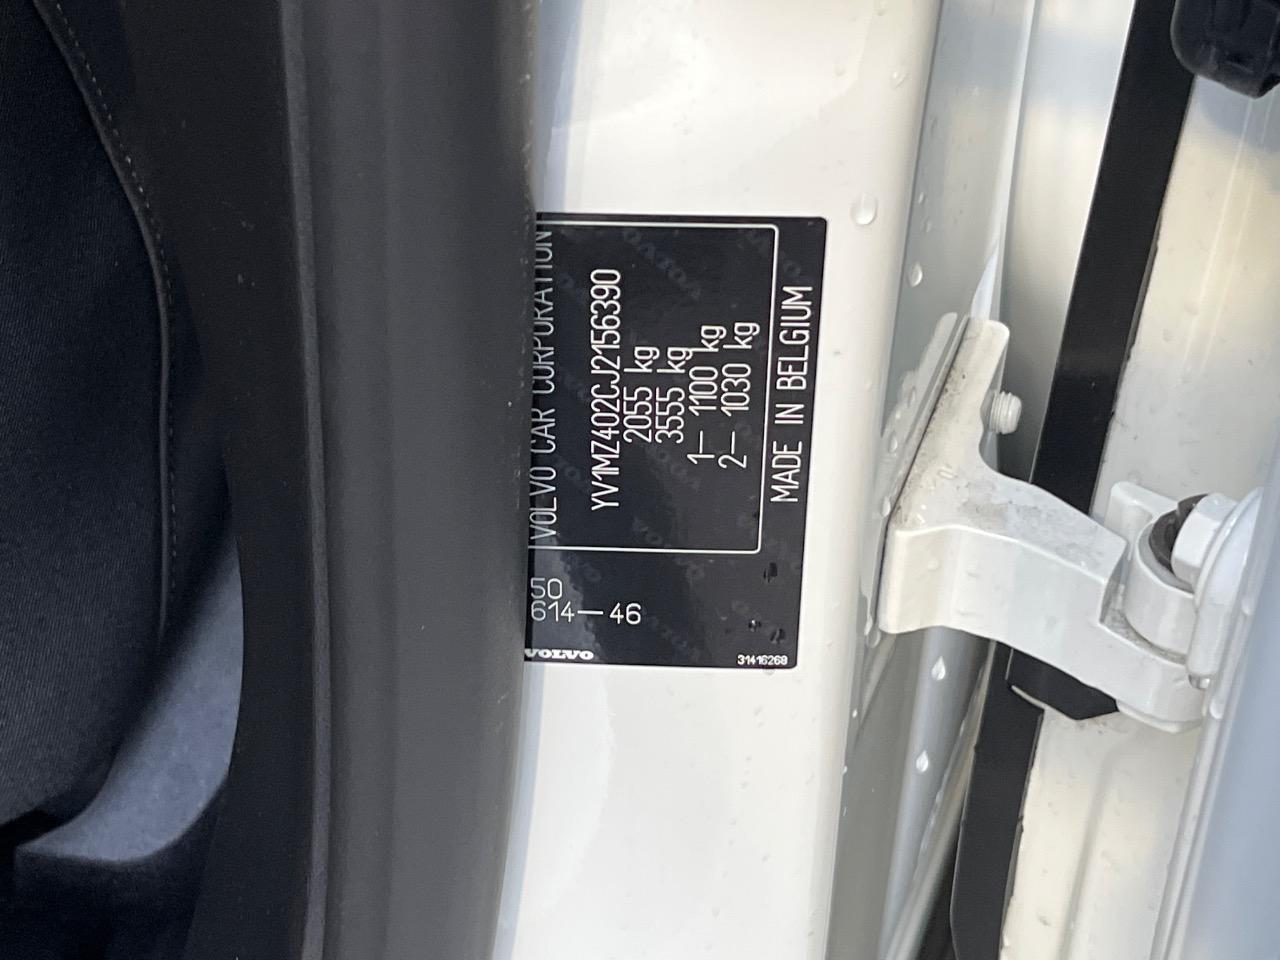 VOLVO CAR CORPORATION
YV1MZ402CJ2156390
2055 kg
3555 kg
1— 1100 kg
2— 1030 kg
MADE IN BELGIUM
50
614—46
VOLVO
31416268